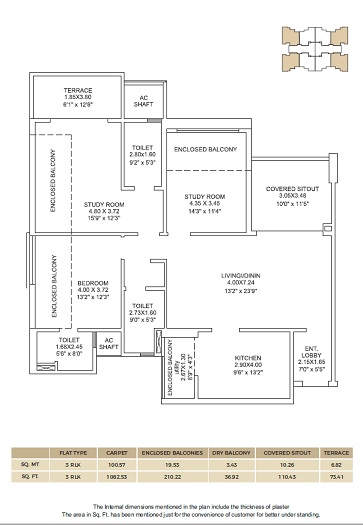 TERRACE
1.85X3.80
6'1" x 12'6"
AC
SHAFT
TOILET
2.80x1.60
9'2" x 5'3"
ENCLOSED BALCONY
ENCLOSED BALCONY
STUDY ROOM
4.80 X 3.72
15'9" x 12'3"
STUDY ROOM
4.35 X 3.45
14'3" x 11'4"
COVERED SITOUT
3.06X3.48
10'0" x 11'5"
ENCLOSED BALCONY
BEDROOM
4.00 X 3.72
13'2" x 12'3"
LIVING/DININ
4.00X7.24
13'2" x 23'9"
TOILET
2.73X1.60
9'0" x 5'3"
TOILET
1.68X2.45
5'6" x 8'0"
AC
SHAFT
ENCLOSED BALCONY
utility
2.67X1.30
8'9" x 4'3"
KITCHEN
2.90X4.00
9'6" x 13'2"
ENT.
LOBBY
2.15X1.65
7'0" x 5'5"
FLAT TYPE CARPET ENCLOSED BALCONIES DRY BALCONY COVERED SITOUT TERRACE
SQ. MT 3 RLK 100.57 19.53 3.43 10.26 6.82
SQ. FT. 3 RLK 1082.53 210.22 36.92 110.43 73.41
The Internal dimensions mentioned in the plan include the thickness of plaster
The area in Sq. Ft. has been mentioned just for the convenience of customer for better under standing.